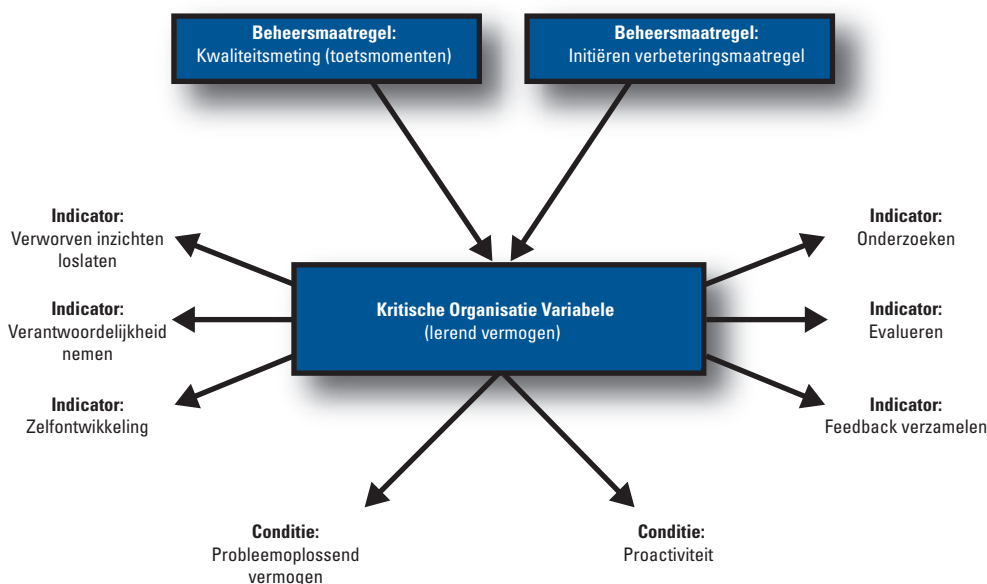 Beheersmaatregel:
Kwaliteitsmeting (toetsmomenten)
Beheersmaatregel:
Initiëren verbeteringsmaatregel
Indicator:
Verworven inzichten
loslaten
Indicator:
Onderzoeken
Kritische Organisatie Variabele
(lerend vermogen)
Indicator:
Verantwoordelijkheid
nemen
Indicator:
Evalueren
Indicator:
Zelfontwikkeling
Indicator:
Feedback verzamelen
Conditie:
Probleemoplossend
vermogen
Conditie:
Proactiviteit